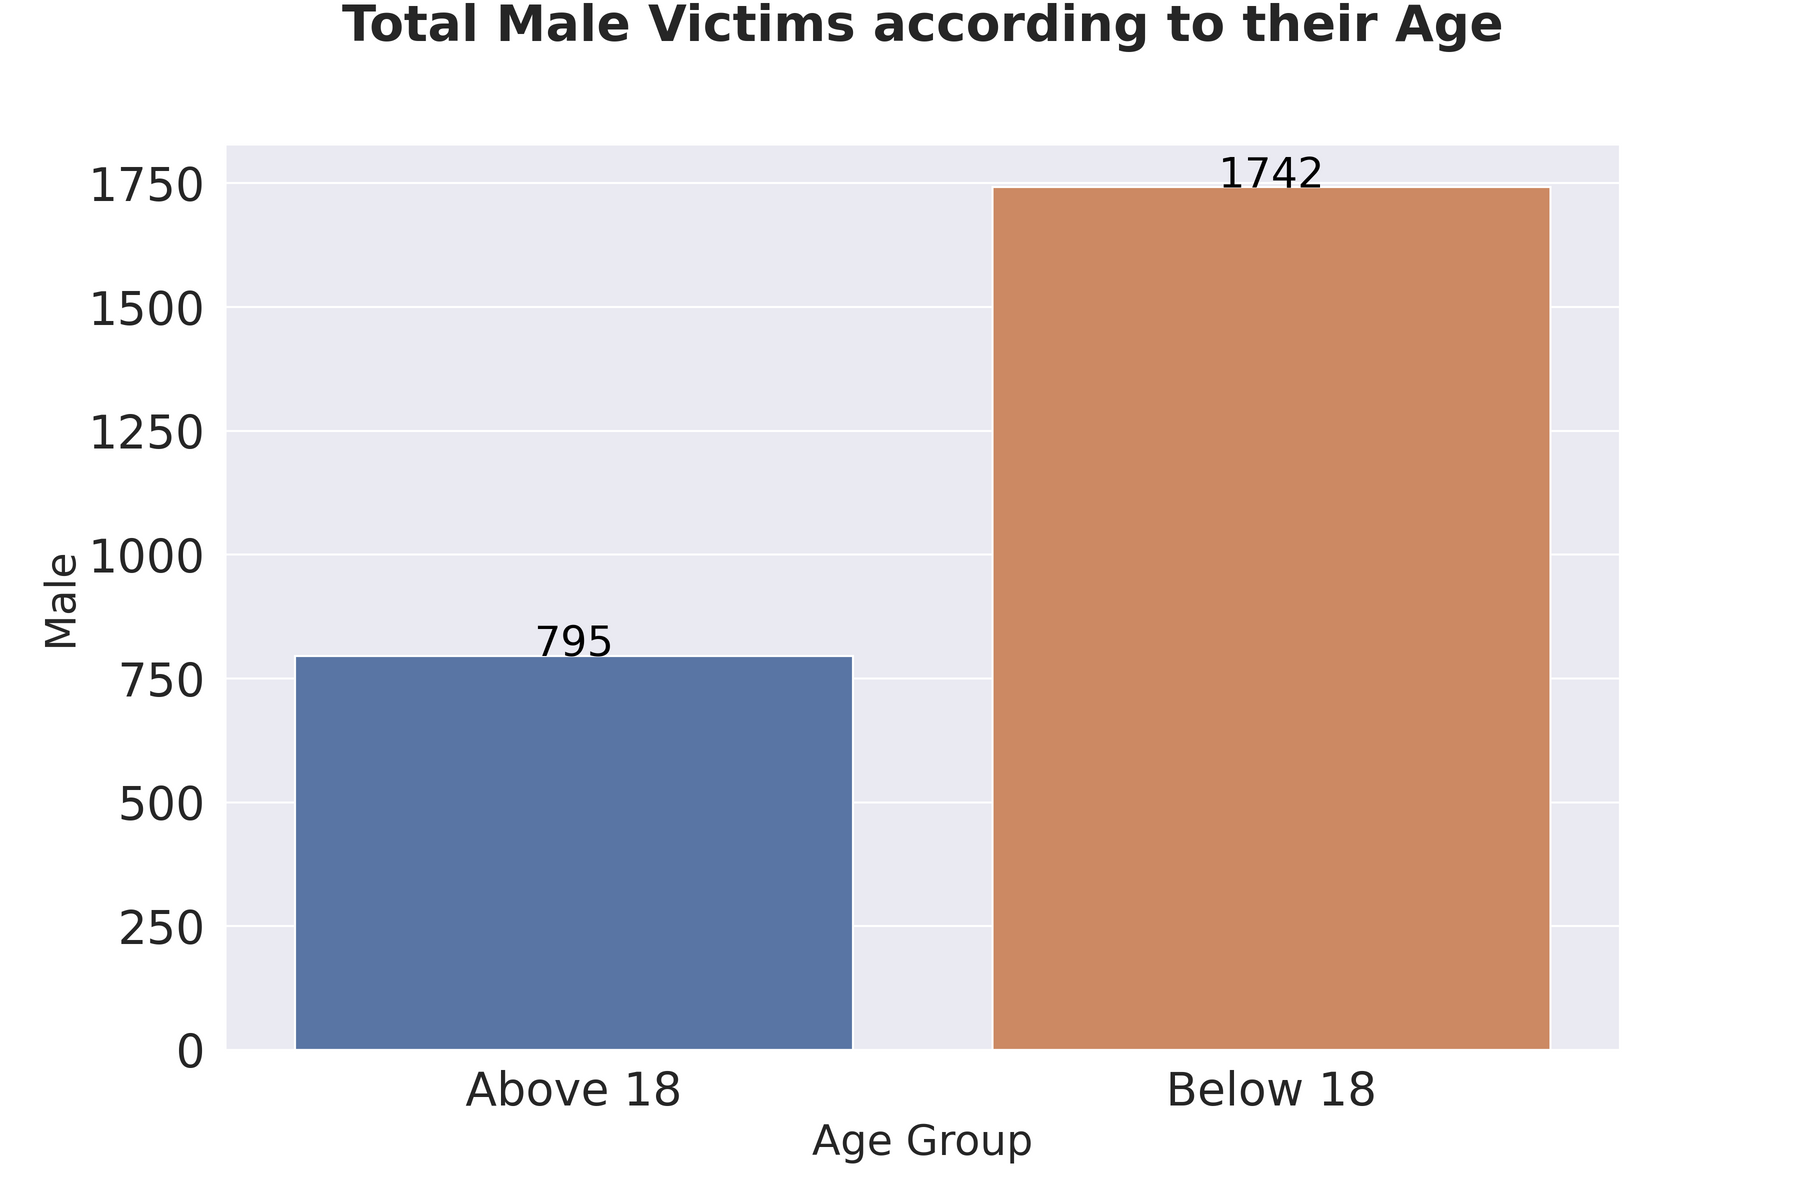 Total Male Victims according to their Age
1750
1500
1250
1000
750
500
250
0
Male
1742
795
Above 18
Below 18
Age Group